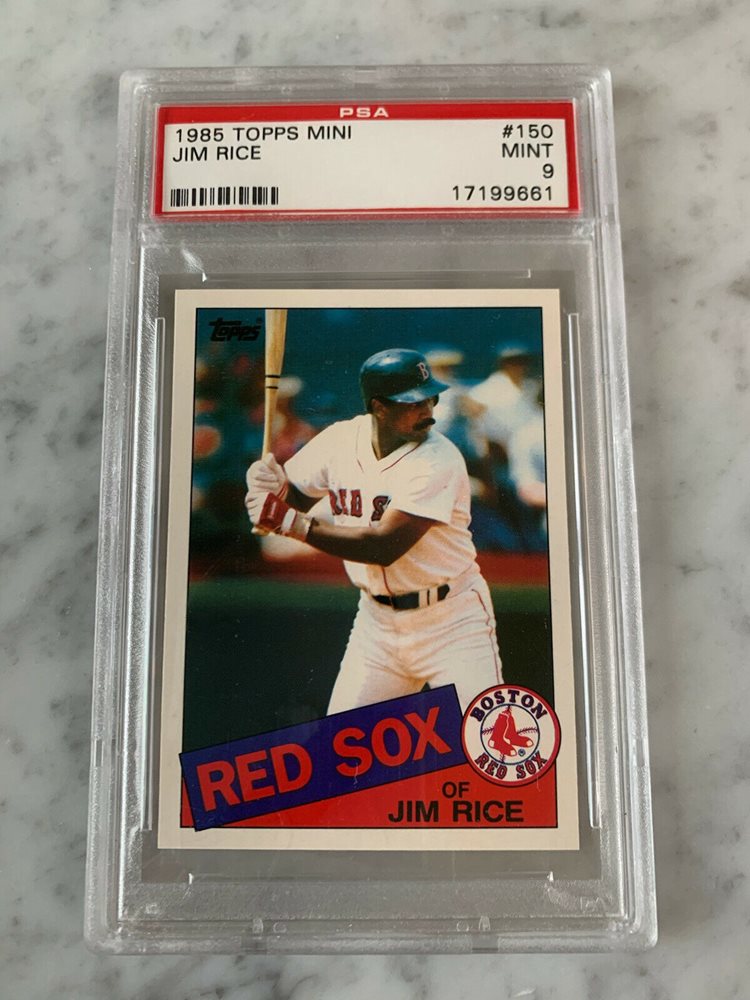 PSA
1985 TOPPS MINI #150
JIM RICE MINT
9
17199661
Topps
B
RED S
RED SOX
BOSTON
RED SOX
OF
JIM RICE